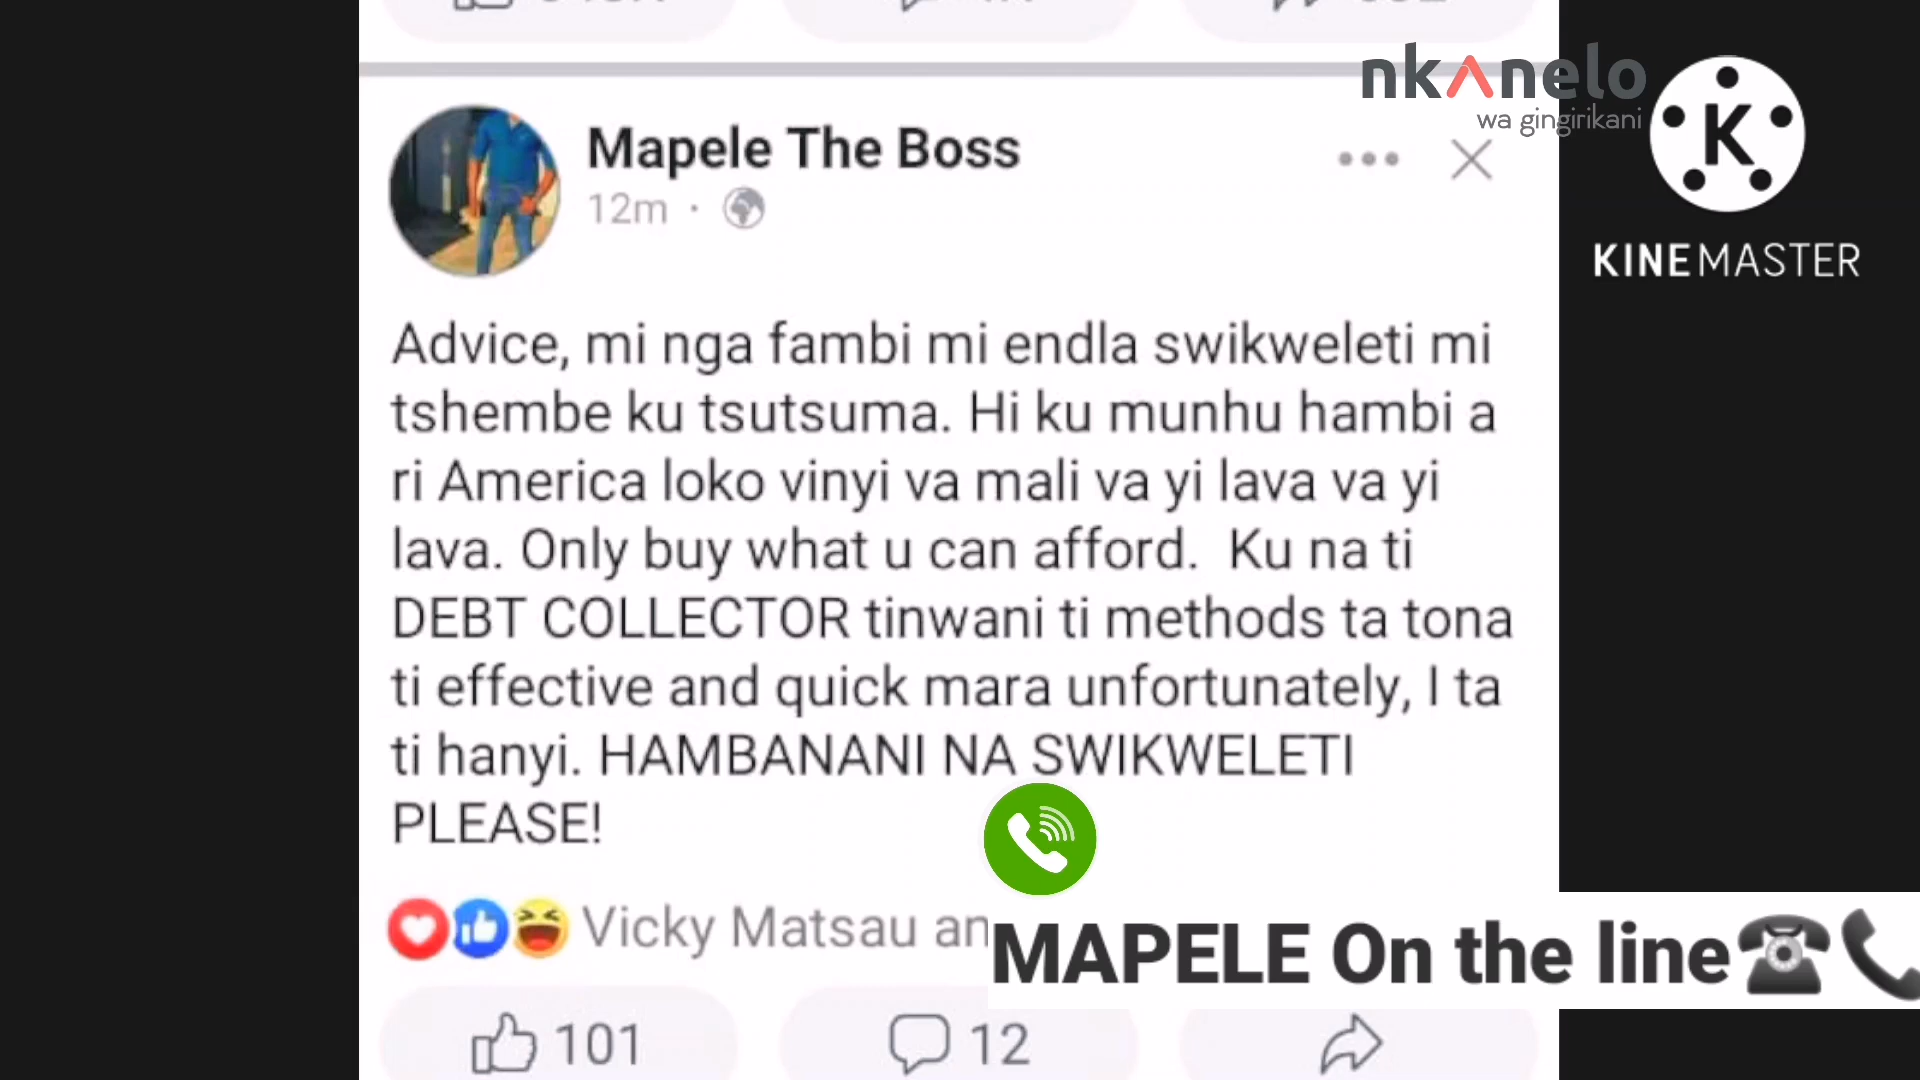 nkanelo
wa gingirikani
K
KINEMASTER
Mapele The Boss
12m ·
Advice, mi nga fambi mi endla swikweleti mi
tshembe ku tsutsuma. Hi ku munhu hambi a
ri America loko vinyi va mali va yi lava va yi
lava. Only buy what u can afford. Ku na ti
DEBT COLLECTOR tinwani ti methods ta tona
ti effective and quick mara unfortunately, I ta
ti hanyi. HAMBANANI NA SWIKWELETI
PLEASE!
Vicky Matsau an
MAPELE On the line
101
12